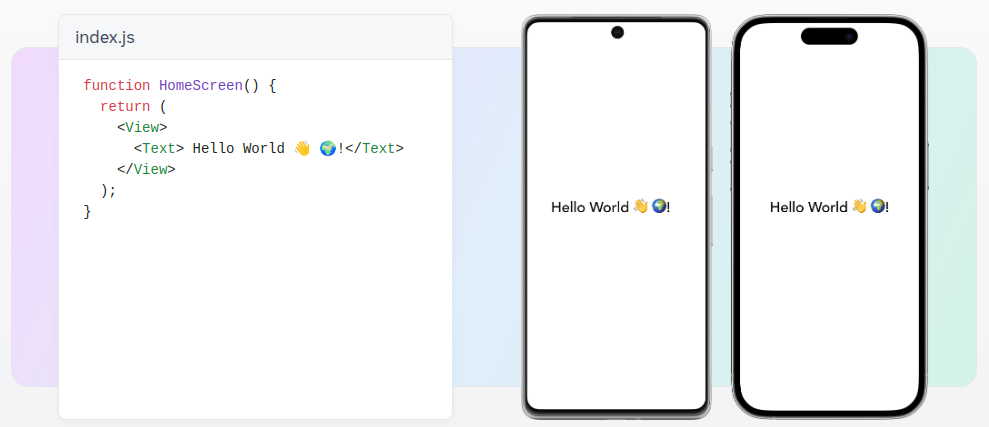 index.js
function HomeScreen() {
  return (
    <View>
      <Text> Hello World 👋 🌍!</Text>
    </View>
  );
}
Hello World 👋 🌍!
Hello World 👋 🌍!